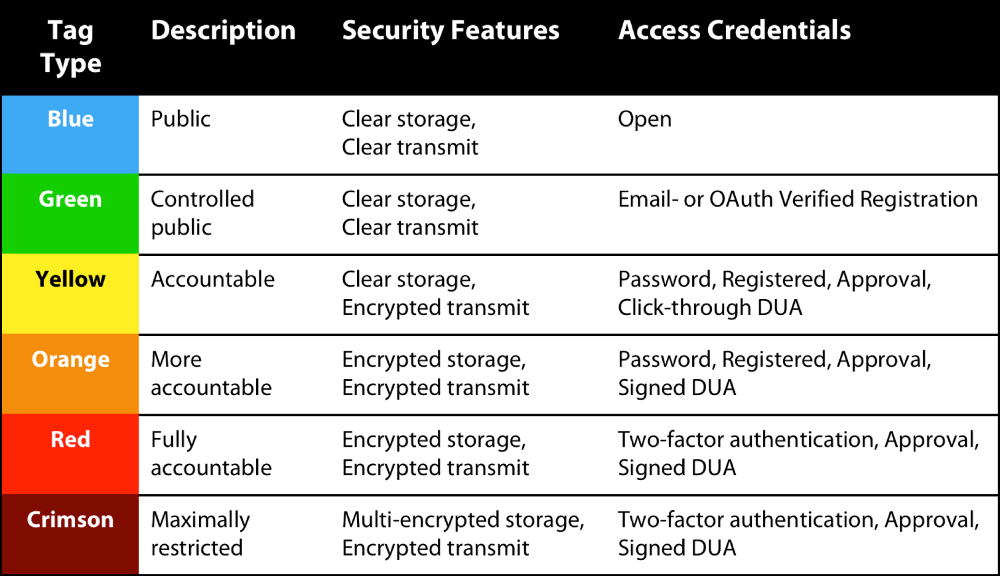 Tag Type Description Security Features Access Credentials
Blue Public Clear storage, Open
Clear transmit
Green Controlled Clear storage, Email- or OAuth Verified Registration
public Clear transmit
Yellow Accountable Clear storage, Password, Registered, Approval,
Encrypted transmit Click-through DUA
Orange More Encrypted storage, Password, Registered, Approval,
accountable Encrypted transmit Signed DUA
Red Fully Encrypted storage, Two-factor authentication, Approval,
accountable Encrypted transmit Signed DUA
Crimson Maximally Multi-encrypted storage, Two-factor authentication, Approval,
restricted Encrypted transmit Signed DUA